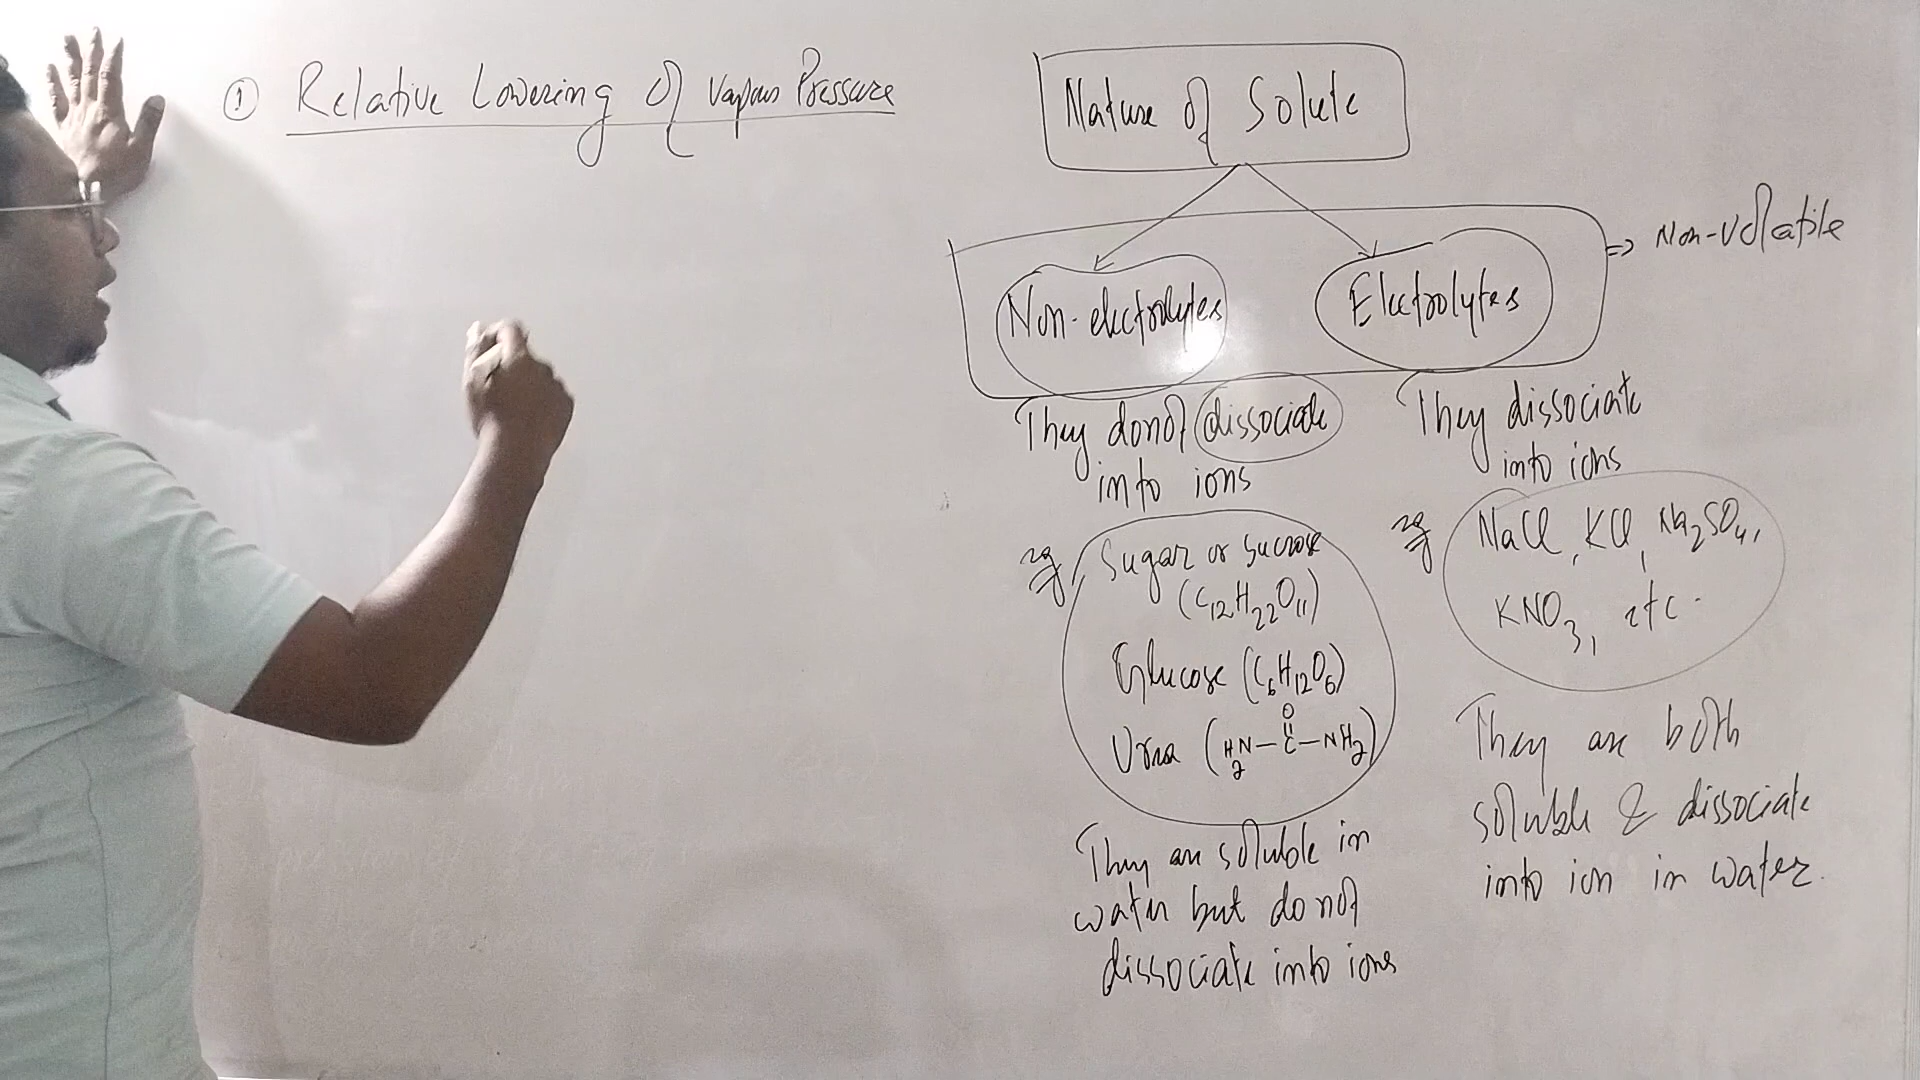 ① Relative Lowering of Vapour Pressure
Nature of Solute
Non-electrolytes
Electrolytes
=> Non-volatile
They donot dissociate
into ions
eg, Sugar or Sucrose
(C₁₂H₂₂O₁₁)
Glucose (C₆H₁₂O₆)
O
||
Urea (H₂N-C-NH₂)
They are soluble in
water but do not
dissociate into ions
They dissociate
into ions
eg NaCl, KCl, Na₂SO₄,
KNO₃, etc.
They are both
soluble & dissociate
into ion in water.